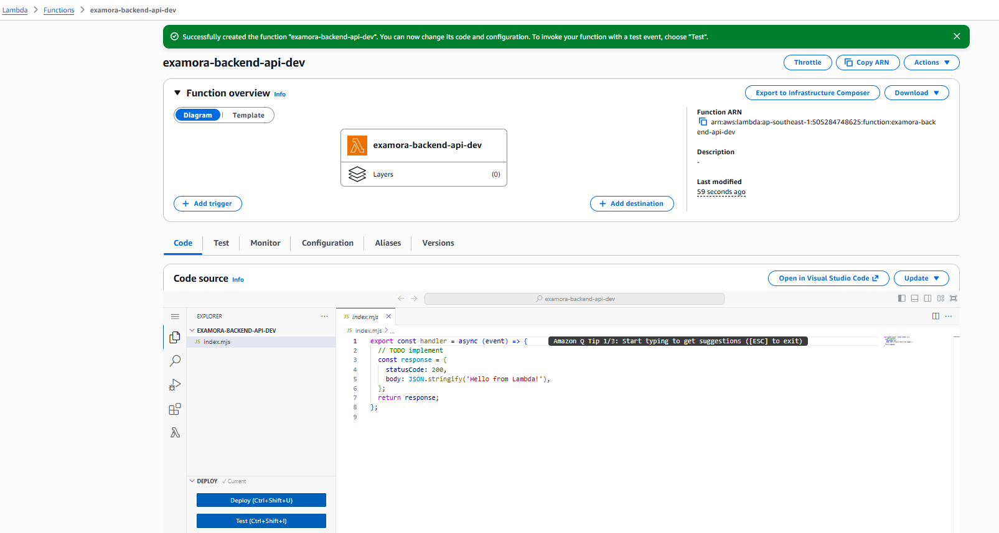 Lambda > Functions > examora-backend-api-dev
Successfully created the function "examora-backend-api-dev". You can now change its code and configuration. To invoke your function with a test event, choose "Test".
examora-backend-api-dev
Throttle
Copy ARN
Actions
Function overview Info
Export to Infrastructure Composer
Download
Diagram
Template
examora-backend-api-dev
Layers (0)
Add trigger
Add destination
Function ARN
arn:aws:lambda:ap-southeast-1:505284748625:function:examora-back
end-api-dev
Description
-
Last modified
59 seconds ago
Code
Test
Monitor
Configuration
Aliases
Versions
Code source Info
Open in Visual Studio Code
Update
examora-backend-api-dev
EXPLORER
EXAMORA-BACKEND-API-DEV
JS index.mjs
DEPLOY ✓ Current
Deploy (Ctrl+Shift+U)
Test (Ctrl+Shift+I)
JS index.mjs
JS index.mjs > ...
1 export const handler = async (event) => { Amazon Q Tip 1/3: Start typing to get suggestions ([ESC] to exit)
2 // TODO implement
3 const response = {
4 statusCode: 200,
5 body: JSON.stringify('Hello from Lambda!'),
6 };
7 return response;
8 };
9